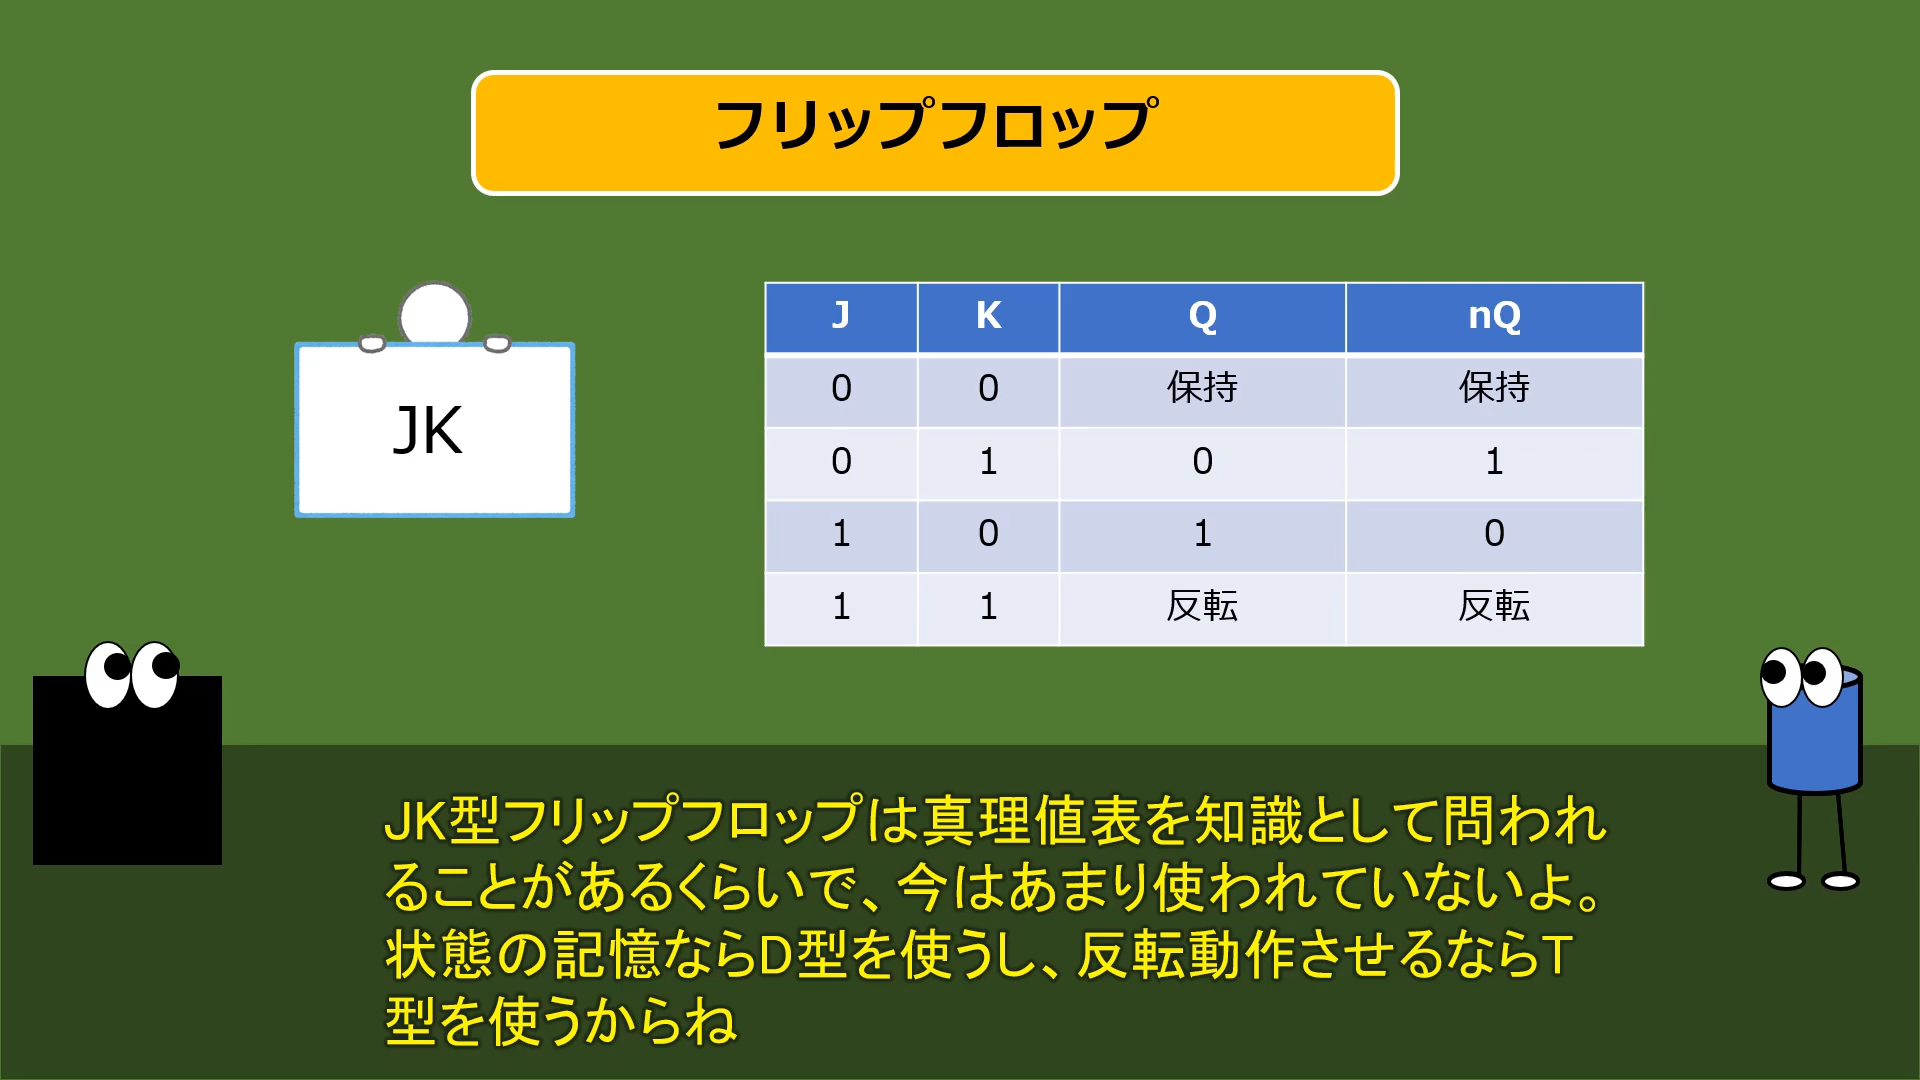 フリップフロップ
JK
J K Q nQ
0 0 保持 保持
0 1 0 1
1 0 1 0
1 1 反転 反転
JK型フリップフロップは真理値表を知識として問われ
ることがあるくらいで、今はあまり使われていないよ。
状態の記憶ならD型を使うし、反転動作させるならT
型を使うからね